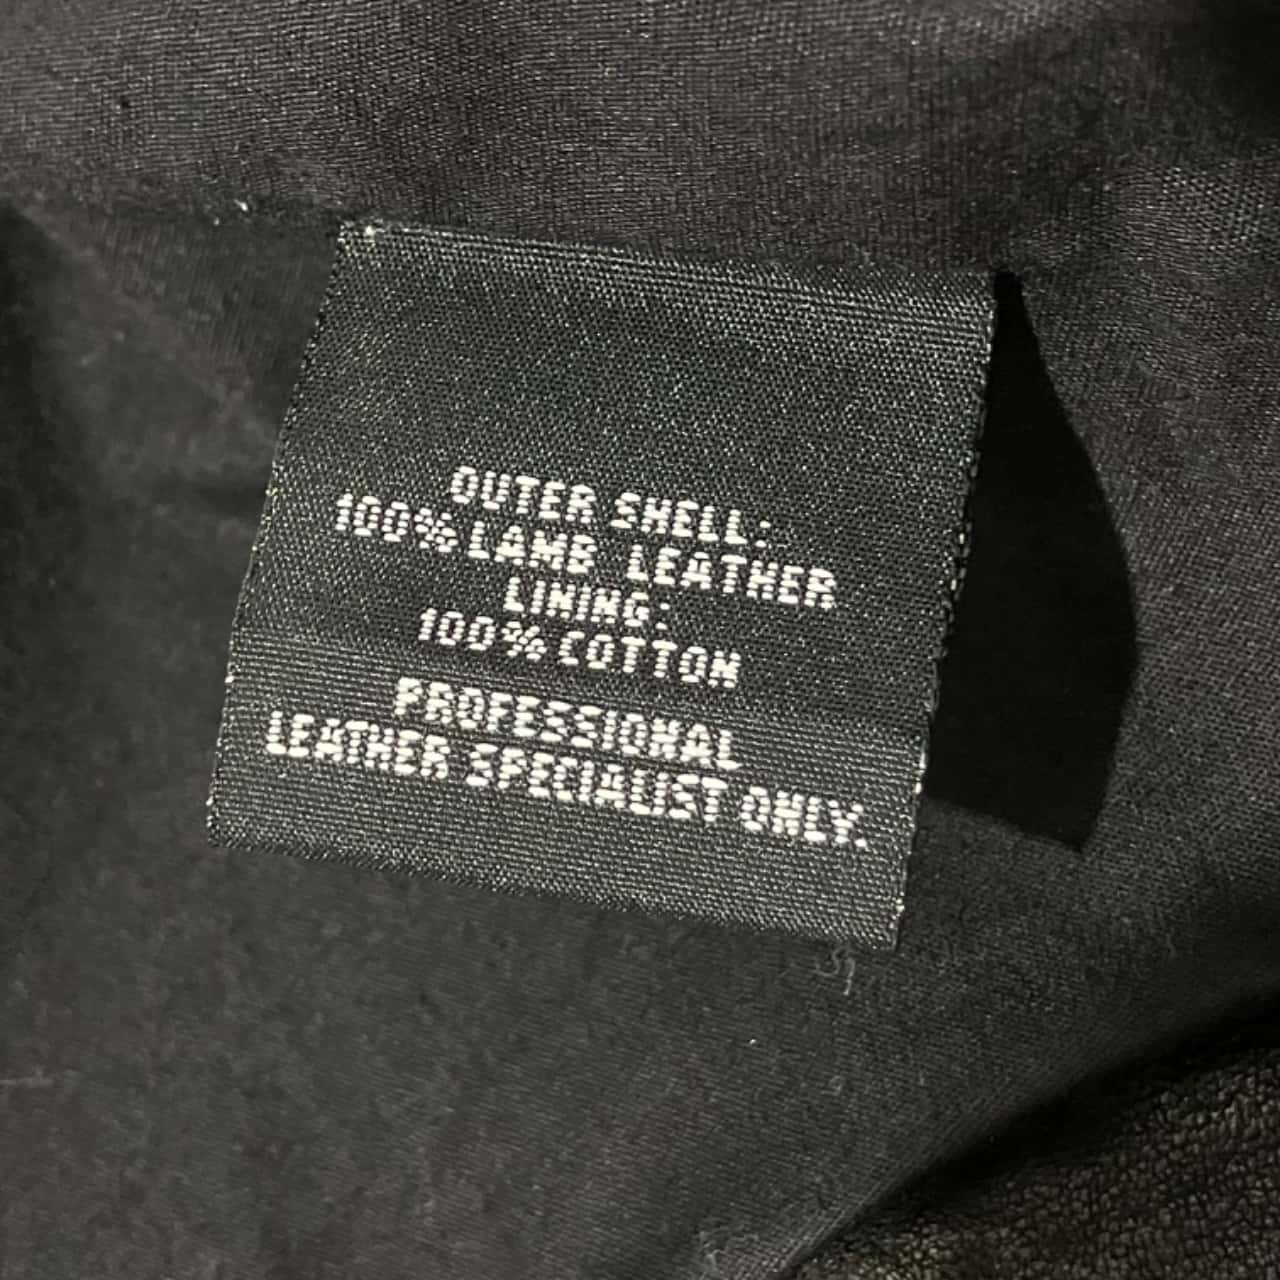 OUTER SHELL:
100% LAMB LEATHER
LINING:
100% COTTON
PROFESSIONAL
LEATHER SPECIALIST ONLY.